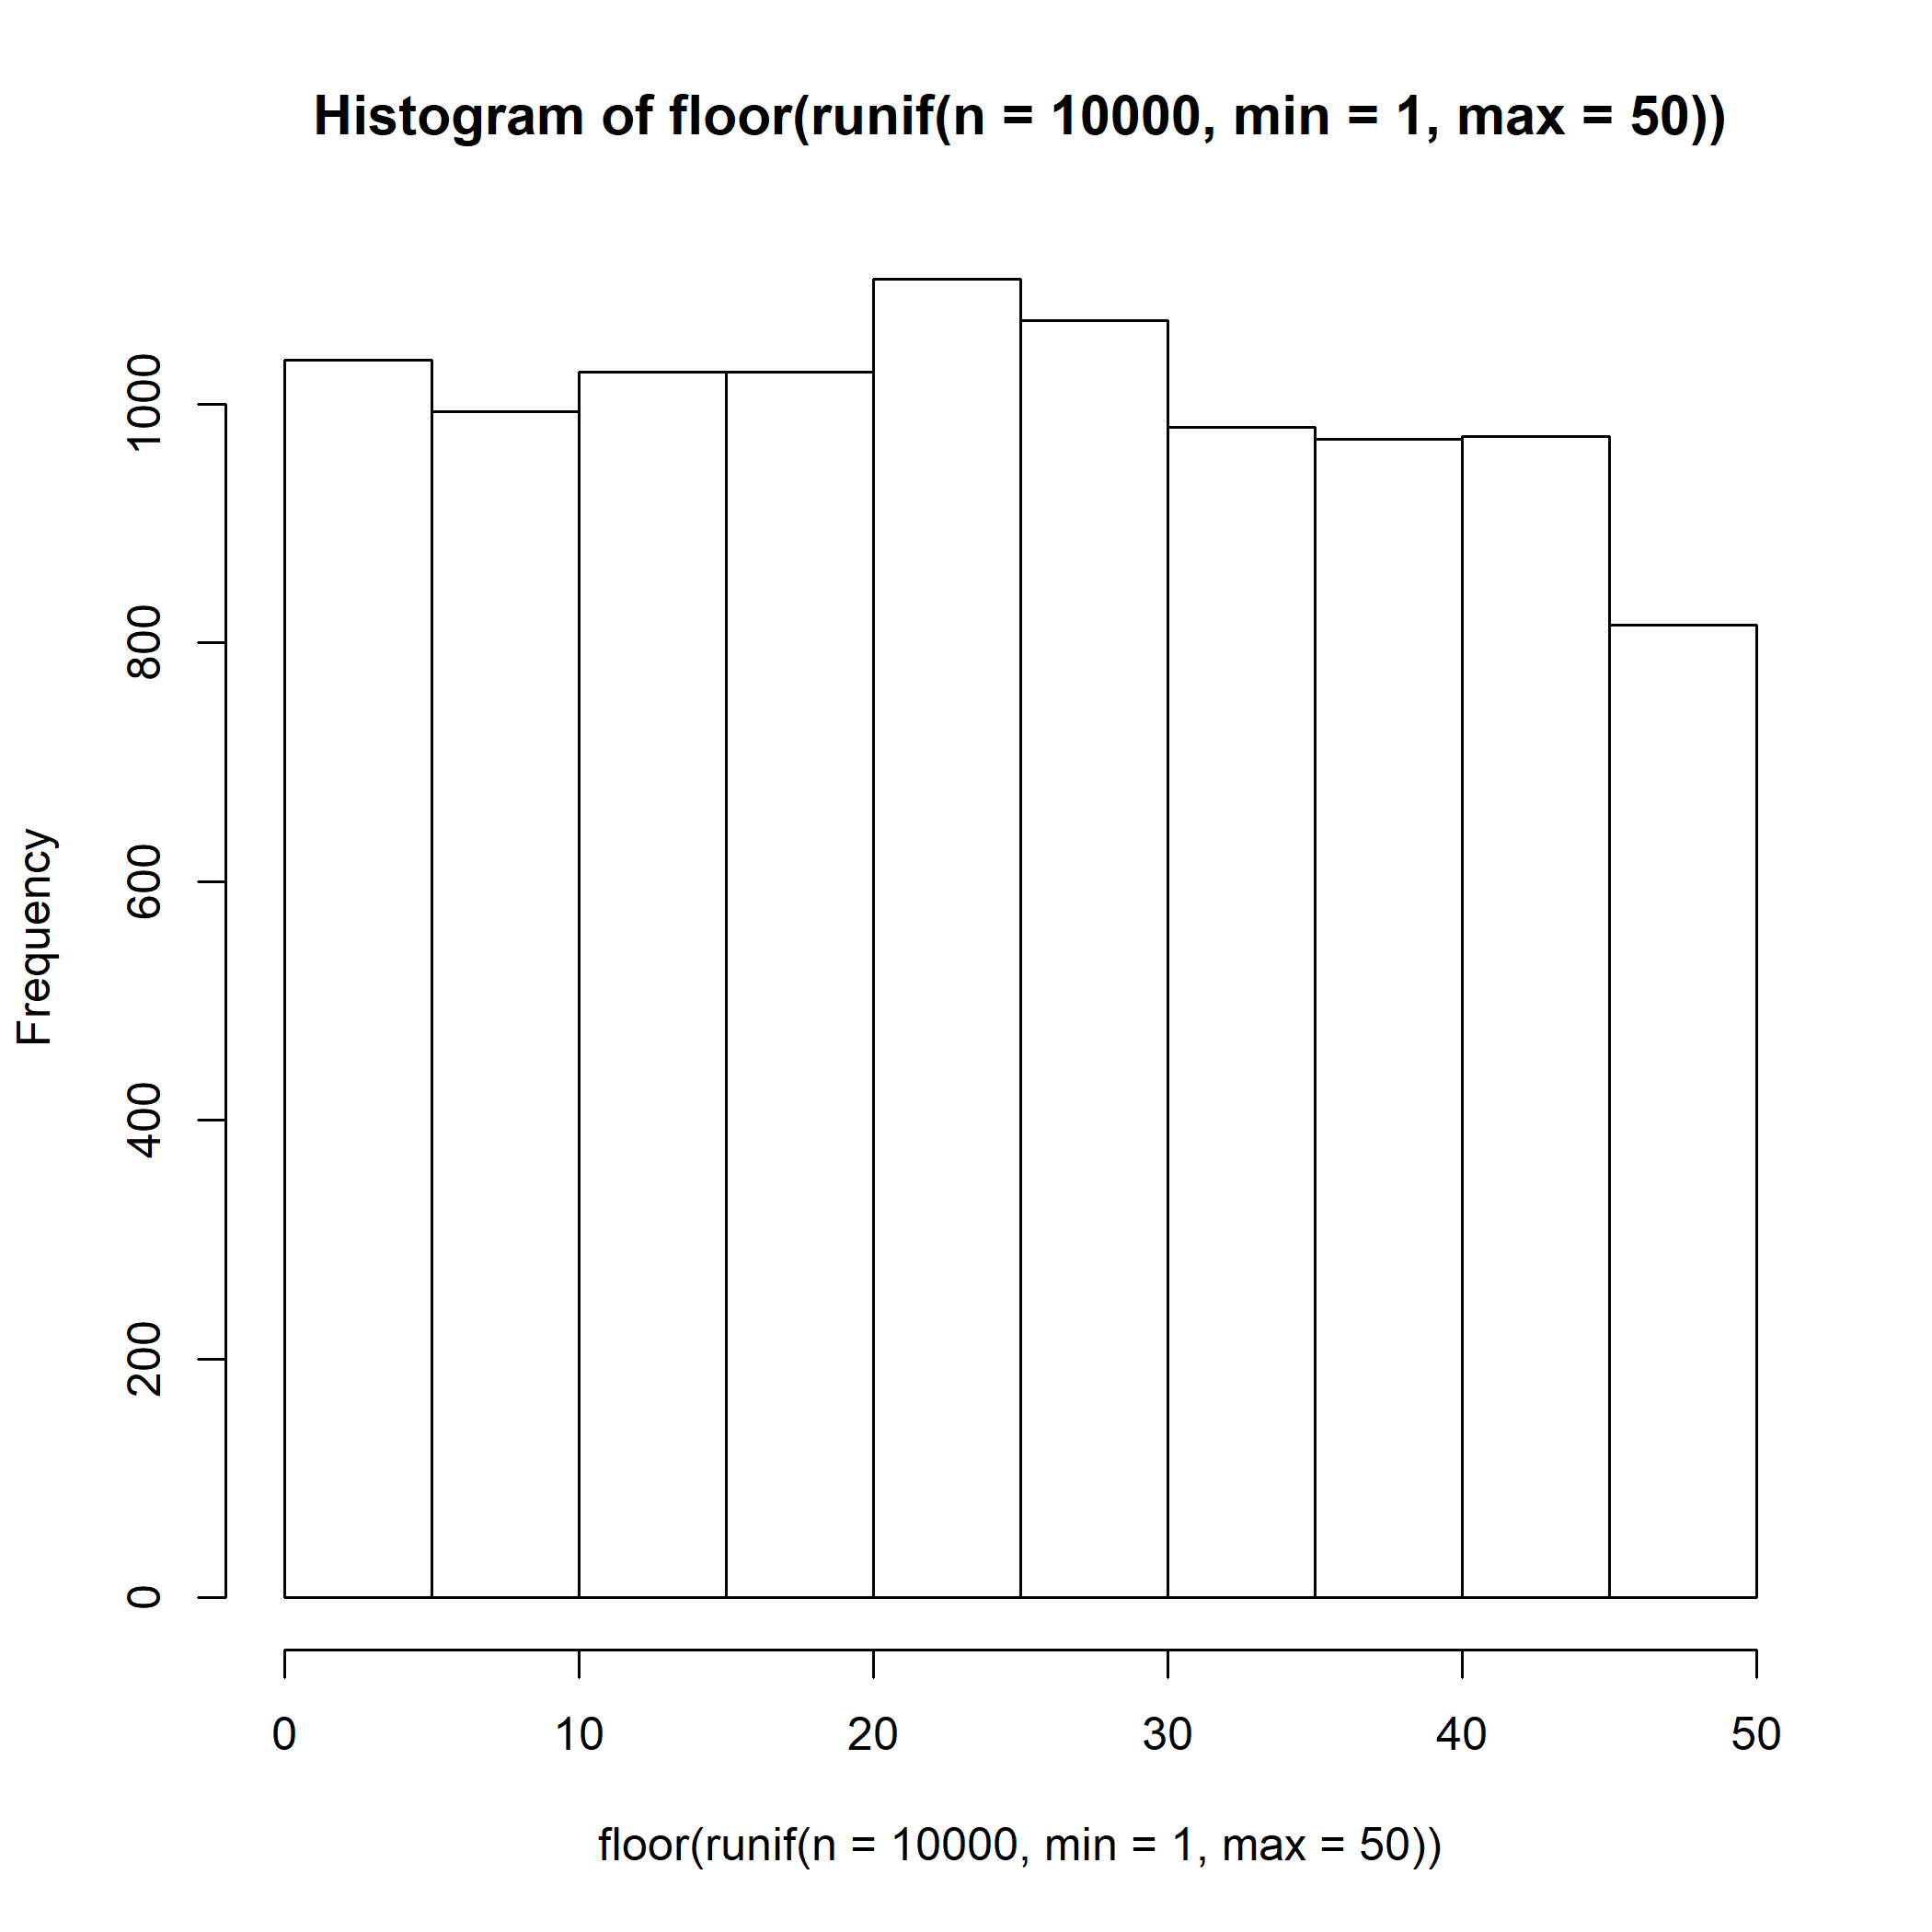 Histogram of floor(runif(n = 10000, min = 1, max = 50))
Frequency
1000
800
600
400
200
0
0 10 20 30 40 50
floor(runif(n = 10000, min = 1, max = 50))